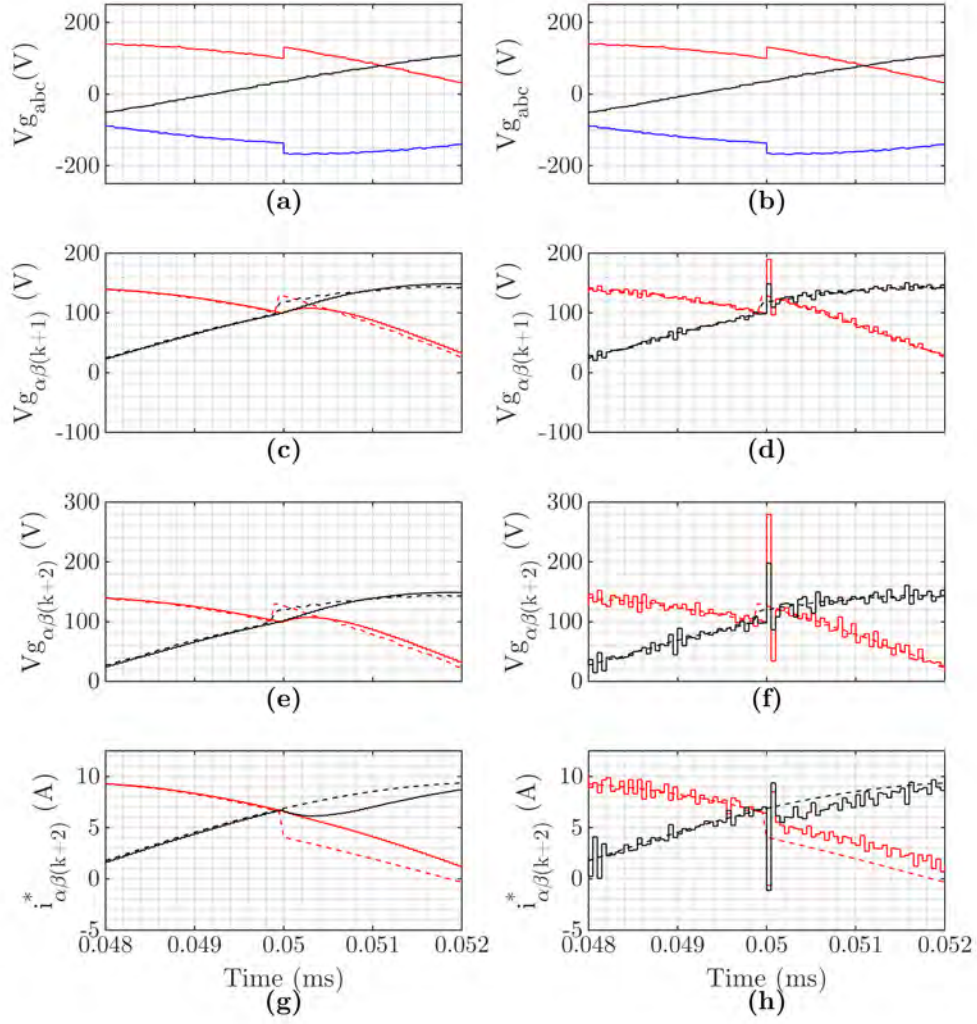 200 200
Vg_abc (V) 0 Vg_abc (V) 0
-200 -200
(a) (b)
200 200
Vg_αβ(k+1) (V) 100 Vg_αβ(k+1) (V) 100
0 0
-100 -100
(c) (d)
300 300
Vg_αβ(k+2) (V) 200 Vg_αβ(k+2) (V) 200
100 100
0 0
(e) (f)
10 10
i*_αβ(k+2) (A) 5 i*_αβ(k+2) (A) 5
0 0
-5 -5
0.048 0.049 0.05 0.051 0.052 0.048 0.049 0.05 0.051 0.052
Time (ms) Time (ms)
(g) (h)